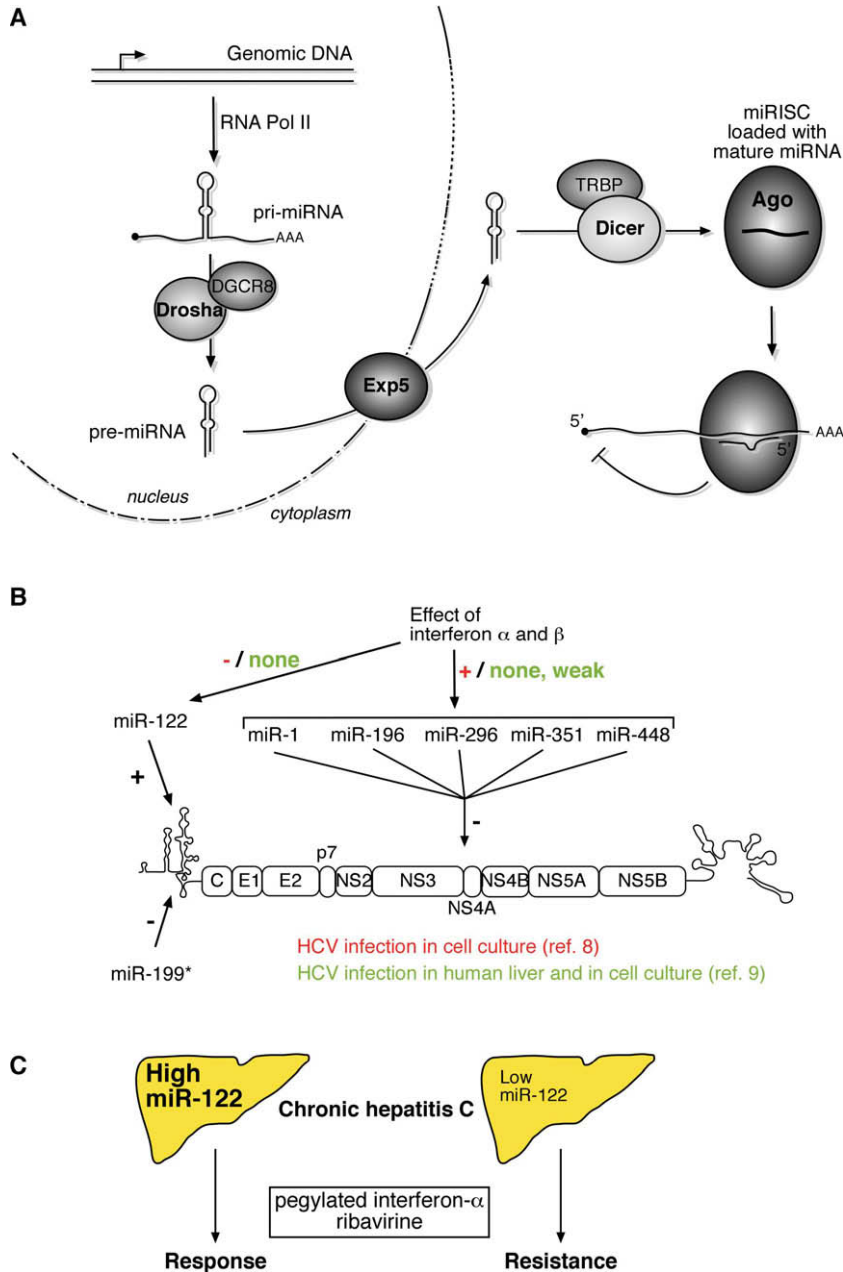 A
Genomic DNA
RNA Pol II
pri-miRNA
AAA
DGCR8
Drosha
pre-miRNA
Exp5
nucleus
cytoplasm
TRBP
Dicer
miRISC
loaded with
mature miRNA
Ago
5’
AAA
5’
B
Effect of
interferon α and β
- / none
+ / none, weak
miR-122
miR-1 miR-196 miR-296 miR-351 miR-448
+
-
p7
C E1 E2 NS2 NS3 NS4B NS5A NS5B
NS4A
-
miR-199*
HCV infection in cell culture (ref. 8)
HCV infection in human liver and in cell culture (ref. 9)
C
High
miR-122
Chronic hepatitis C
Low
miR-122
pegylated interferon-α
ribavirine
Response
Resistance